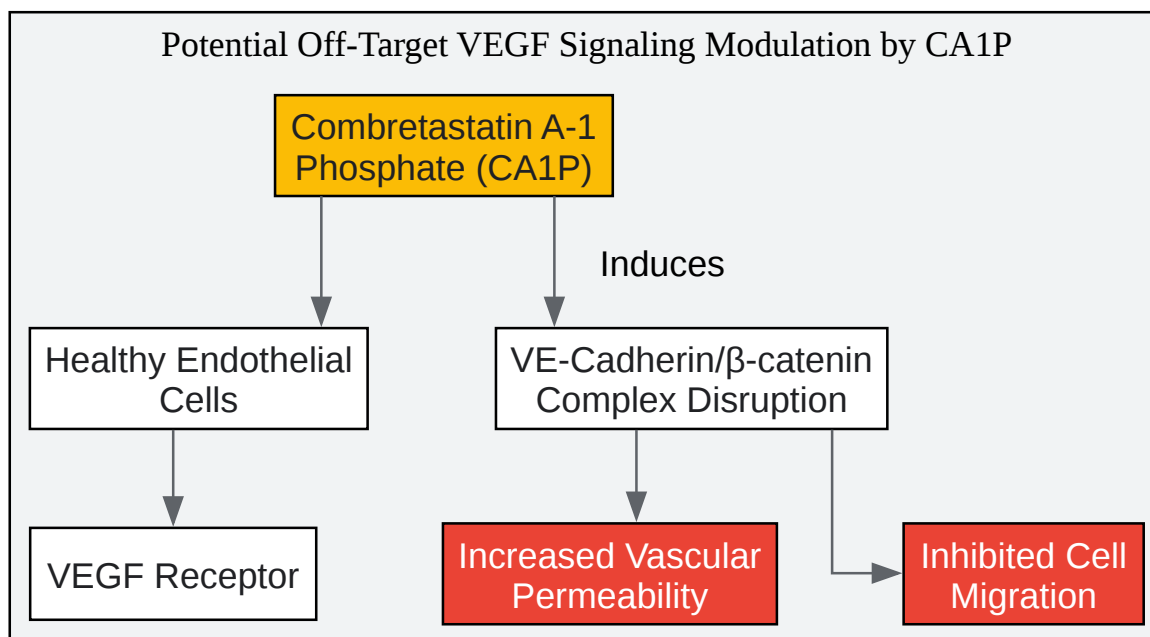 Potential Off-Target VEGF Signaling Modulation by CA1P
Combretastatin A-1
Phosphate (CA1P)
Induces
Healthy Endothelial
Cells
VE-Cadherin/β-catenin
Complex Disruption
VEGF Receptor
Increased Vascular
Permeability
Inhibited Cell
Migration